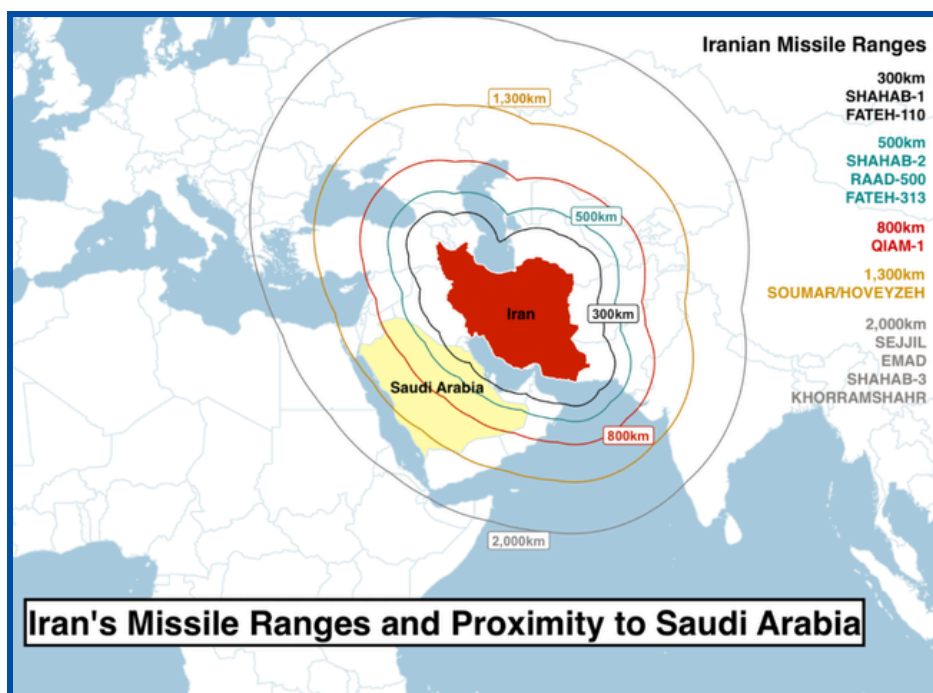 Iranian Missile Ranges
300km
SHAHAB-1
FATEH-110
500km
SHAHAB-2
RAAD-500
FATEH-313
800km
QIAM-1
1,300km
SOUMAR/HOVEYZEH
2,000km
SEJJIL
EMAD
SHAHAB-3
KHORRAMSHAHR
1,300km
500km
300km
Iran
Saudi Arabia
800km
2,000km
Iran's Missile Ranges and Proximity to Saudi Arabia